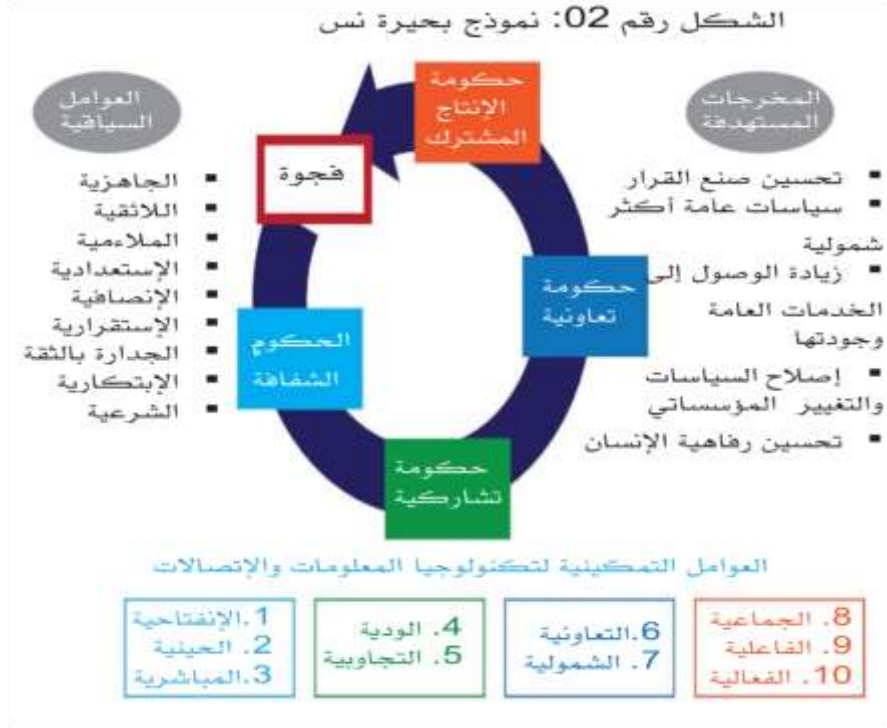 الشكل رقم 02: نموذج بحيرة نس
المخرجات
المستهدفة
تحسين صنع القرار
سياسات عامة أكثر
شمولية
زيادة الوصول إلى
الخدمات العامة
وجودتها
إصلاح السياسات
والتغيير المؤسساتي
تحسين رفاهية الإنسان
حكومة
الإنتاج
المشترك
حكومة
تعاونية
حكومة
تشاركية
الحكوم
الشفافة
فجوة
العوامل
السياقية
الجاهزية
اللائقية
الملاءمية
الإستعدادية
الإنصافية
الإستقرارية
الجدارة بالثقة
الإبتكارية
الشرعية
العوامل التمكينية لتكنولوجيا المعلومات والإتصالات
1.الإنفتاحية
2. الحينية
3.المباشرية
4. الودية
5. التجاوبية
6.التعاونية
7. الشمولية
8. الجماعية
9. الفاعلية
10. الفعالية